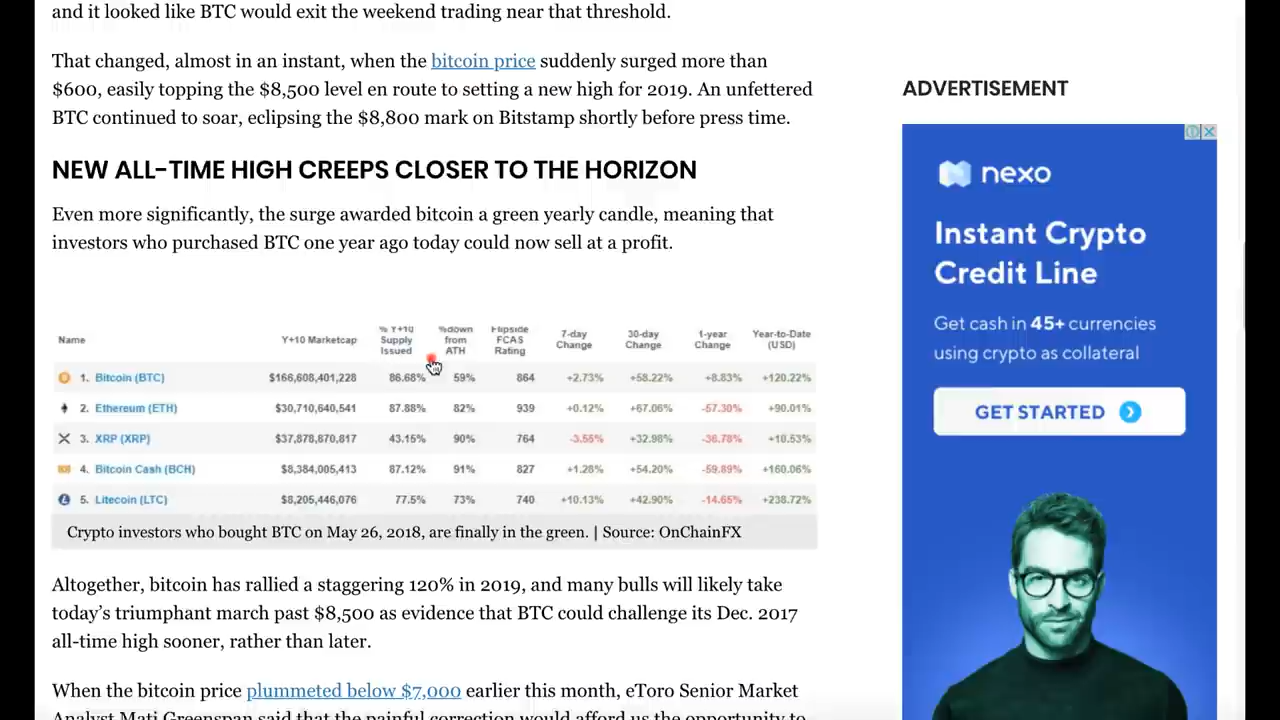 and it looked like BTC would exit the weekend trading near that threshold.
That changed, almost in an instant, when the bitcoin price suddenly surged more than
$600, easily topping the $8,500 level en route to setting a new high for 2019. An unfettered
BTC continued to soar, eclipsing the $8,800 mark on Bitstamp shortly before press time.
NEW ALL-TIME HIGH CREEPS CLOSER TO THE HORIZON
Even more significantly, the surge awarded bitcoin a green yearly candle, meaning that
investors who purchased BTC one year ago today could now sell at a profit.
Name Y+10 Marketcap % Y+10 Supply Issued %down from ATH Flipside FCAS Rating 7-day Change 30-day Change 1-year Change Year-to-Date (USD)
1. Bitcoin (BTC) $166,608,401,228 86.68% 59% 864 +2.73% +58.22% +8.83% +120.22%
2. Ethereum (ETH) $30,710,640,541 87.88% 82% 939 +0.12% +67.06% -57.30% +90.01%
3. XRP (XRP) $37,878,870,817 43.15% 90% 764 -3.55% +32.98% -36.78% +18.53%
4. Bitcoin Cash (BCH) $8,384,005,413 87.12% 91% 827 +1.28% +54.20% -59.89% +160.06%
5. Litecoin (LTC) $8,205,446,076 77.5% 73% 740 +10.13% +42.90% -14.65% +238.72%
Crypto investors who bought BTC on May 26, 2018, are finally in the green. | Source: OnChainFX
Altogether, bitcoin has rallied a staggering 120% in 2019, and many bulls will likely take
today’s triumphant march past $8,500 as evidence that BTC could challenge its Dec. 2017
all-time high sooner, rather than later.
When the bitcoin price plummeted below $7,000 earlier this month, eToro Senior Market
Analyst Mati Greenspan said that the painful correction would afford us the opportunity to
ADVERTISEMENT
nexo
Instant Crypto
Credit Line
Get cash in 45+ currencies
using crypto as collateral
GET STARTED